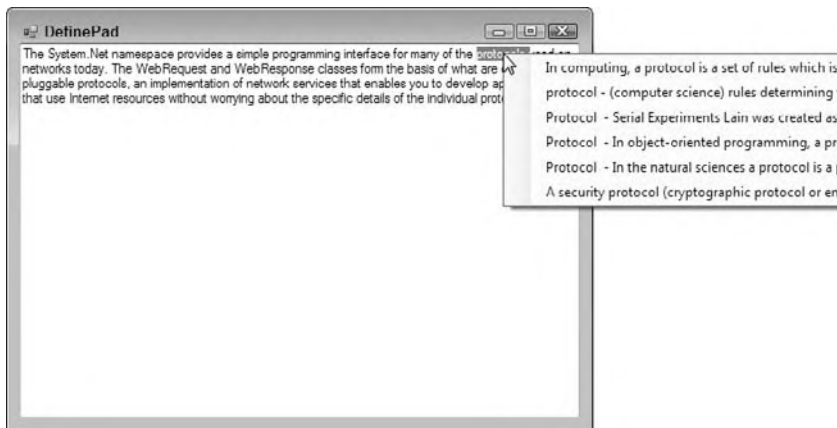 DefinePad
The System.Net namespace provides a simple programming interface for many of the protocols
networks today. The WebRequest and WebResponse classes form the basis of what are
pluggable protocols, an implementation of network services that enables you to develop ap
that use Internet resources without worrying about the specific details of the individual prot
In computing, a protocol is a set of rules which is
protocol - (computer science) rules determining
Protocol - Serial Experiments Lain was created as
Protocol - In object-oriented programming, a pr
Protocol - In the natural sciences a protocol is a
A security protocol (cryptographic protocol or en